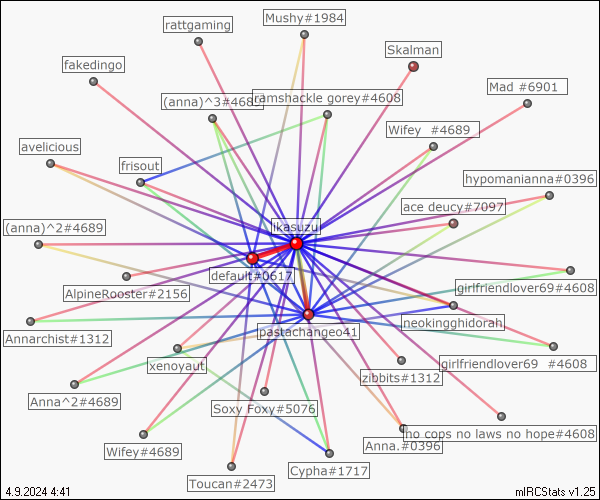 Mushy#1984
rattgaming
Skalman
fakedingo
Mad #6901
(anna)^3#4689
ramshackle gorey#4608
Wifey  #4689
avelicious
frisout
hypomanianna#0396
ace deucy#7097
(anna)^2#4689
ikasuzu
default#0617
AlpineRooster#2156
girlfriendlover69#4608
neokingghidorah
pastachangeo41
Annarchist#1312
xenoyaut
girlfriendlover69  #4608
zibbits#1312
Anna^2#4689
Soxy Foxy#5076
no cops no laws no hope#4608
Anna.#0396
Wifey#4689
Cypha#1717
Toucan#2473
4.9.2024 4:41
mIRCStats v1.25